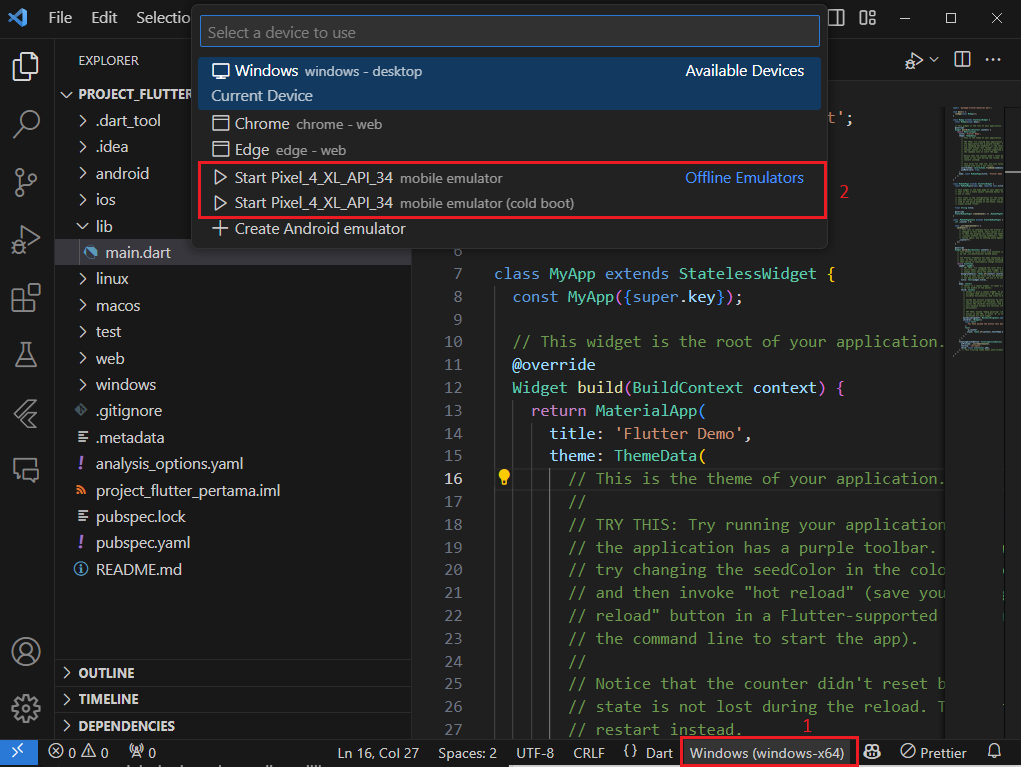 File Edit Selectio
Select a device to use
EXPLORER
Windows windows - desktop Available Devices
Current Device
Chrome chrome - web
Edge edge - web
Start Pixel_4_XL_API_34 mobile emulator Offline Emulators
Start Pixel_4_XL_API_34 mobile emulator (cold boot)
2
Create Android emulator
PROJECT_FLUTTER
.dart_tool
.idea
android
ios
lib
main.dart
linux
macos
test
web
windows
.gitignore
.metadata
analysis_options.yaml
project_flutter_pertama.iml
pubspec.lock
pubspec.yaml
README.md
OUTLINE
TIMELINE
DEPENDENCIES
t';
6
7 class MyApp extends StatelessWidget {
8 const MyApp({super.key});
9
10 // This widget is the root of your application.
11 @override
12 Widget build(BuildContext context) {
13 return MaterialApp(
14 title: 'Flutter Demo',
15 theme: ThemeData(
16 // This is the theme of your application.
17 //
18 // TRY THIS: Try running your application
19 // the application has a purple toolbar.
20 // try changing the seedColor in the colo
21 // and then invoke "hot reload" (save you
22 // reload" button in a Flutter-supported
23 // the command line to start the app).
24 //
25 // Notice that the counter didn't reset b
26 // state is not lost during the reload. T
27 // restart instead.
1
0 0 0 Ln 16, Col 27 Spaces: 2 UTF-8 CRLF {} Dart Windows (windows-x64) Prettier